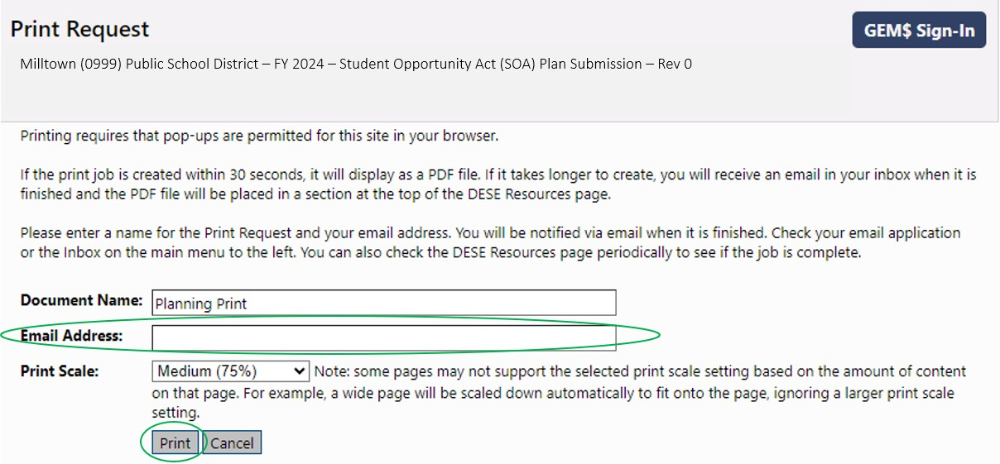 Print Request
GEM$ Sign-In
Milltown (0999) Public School District – FY 2024 – Student Opportunity Act (SOA) Plan Submission – Rev 0
Printing requires that pop-ups are permitted for this site in your browser.
If the print job is created within 30 seconds, it will display as a PDF file. If it takes longer to create, you will receive an email in your inbox when it is
finished and the PDF file will be placed in a section at the top of the DESE Resources page.
Please enter a name for the Print Request and your email address. You will be notified via email when it is finished. Check your email application
or the Inbox on the main menu to the left. You can also check the DESE Resources page periodically to see if the job is complete.
Document Name: Planning Print
Email Address:
Print Scale: Medium (75%) Note: some pages may not support the selected print scale setting based on the amount of content
on that page. For example, a wide page will be scaled down automatically to fit onto the page, ignoring a larger print scale
setting.
Print Cancel